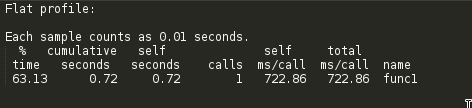 Flat profile:
Each sample counts as 0.01 seconds.
% cumulative self self total
time seconds seconds calls ms/call ms/call name
63.13 0.72 0.72 1 722.86 722.86 func1